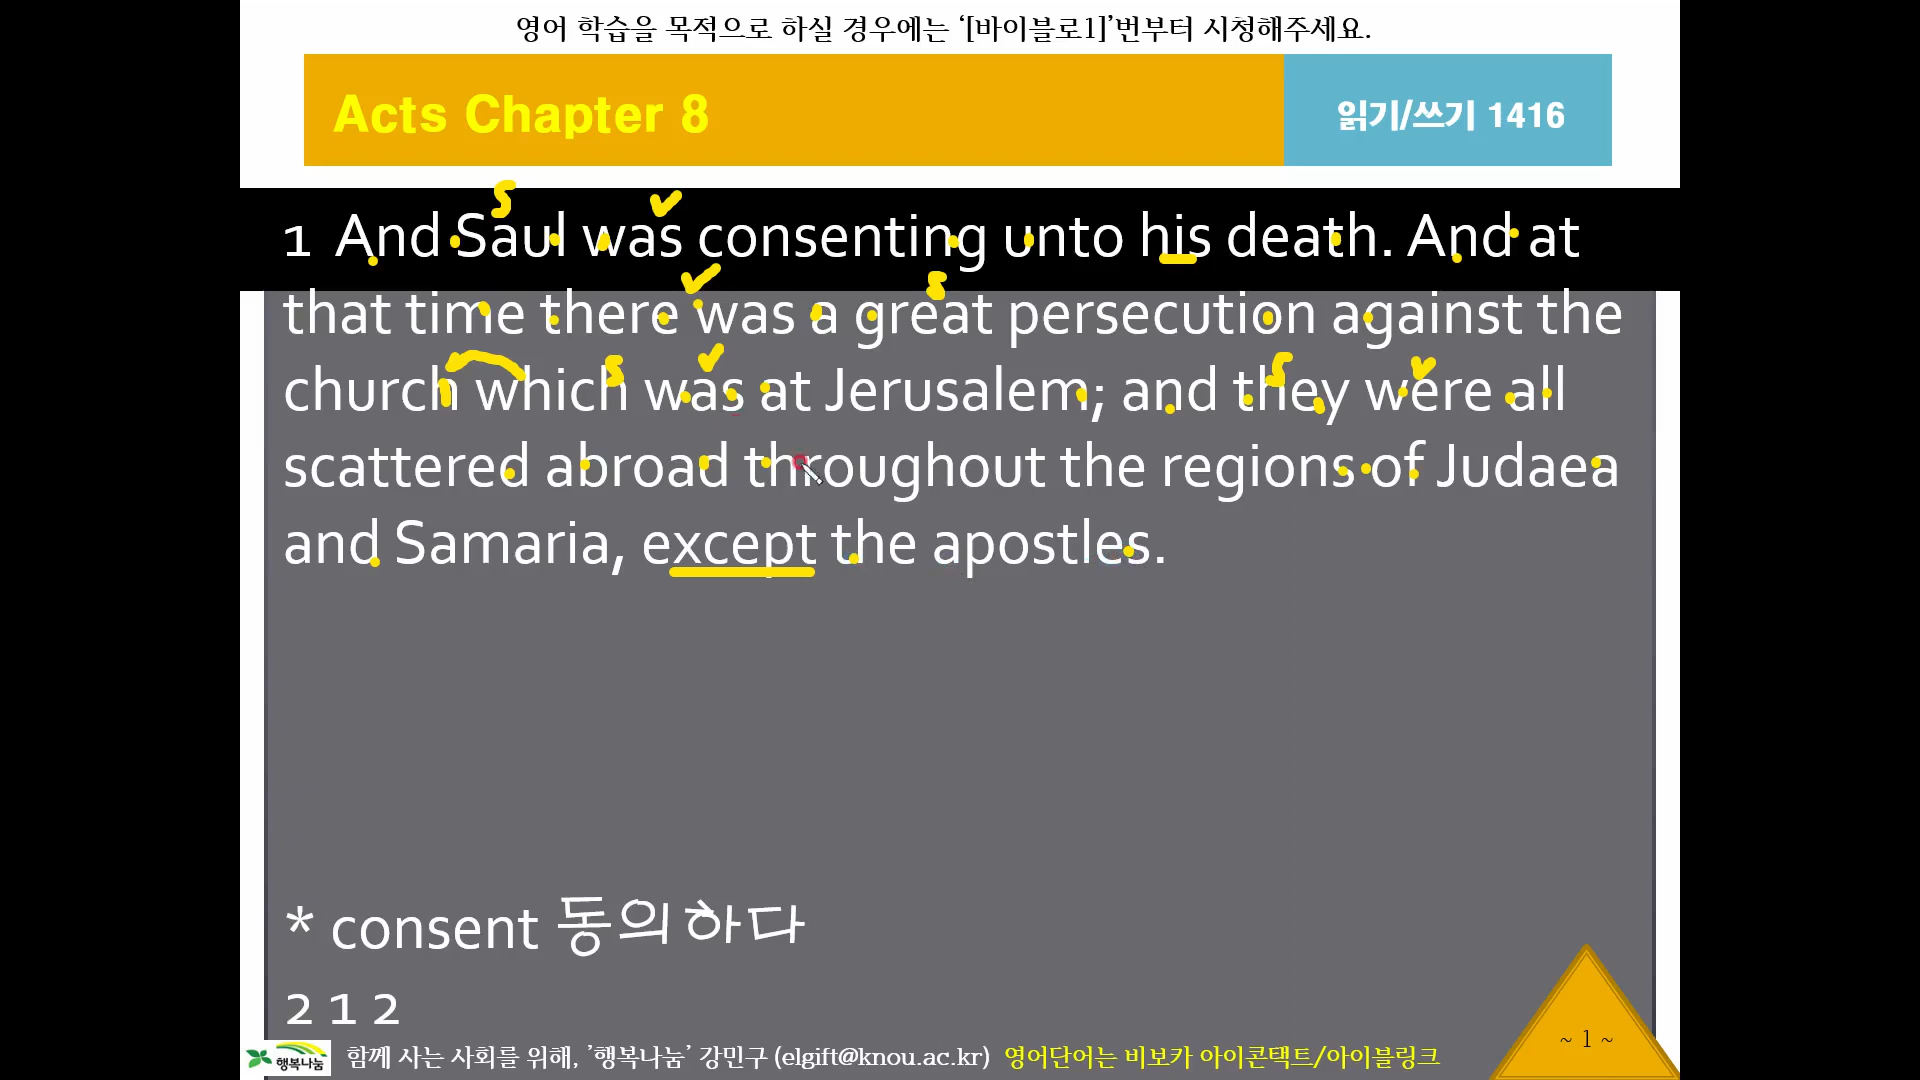 영어 학습을 목적으로 하실 경우에는 ‘[바이블로1]’번부터 시청해주세요.
Acts Chapter 8
읽기/쓰기 1416
1 And Saul was consenting unto his death. And at
that time there was a great persecution against the
church which was at Jerusalem; and they were all
scattered abroad throughout the regions of Judaea
and Samaria, except the apostles.
* consent 동의하다
2 1 2
~ 1 ~
행복나눔 함께 사는 사회를 위해, ’행복나눔’ 강민구 (elgift@knou.ac.kr) 영어단어는 비보카 아이콘택트/아이블링크